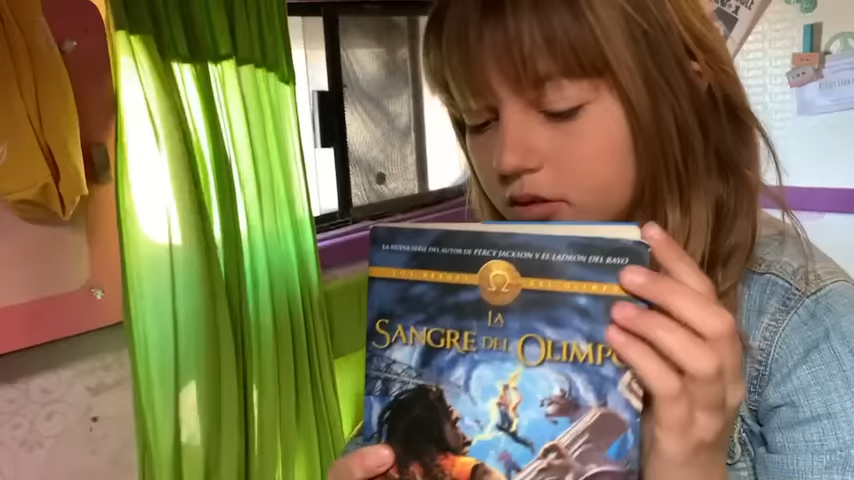 LA NUEVA SERIE DEL AUTOR DE PERCY JACKSON Y EL LADRÓN DEL RAYO
LOS HÉROES DEL OLIMPO
LA
SANGRE DEL OLIMPO